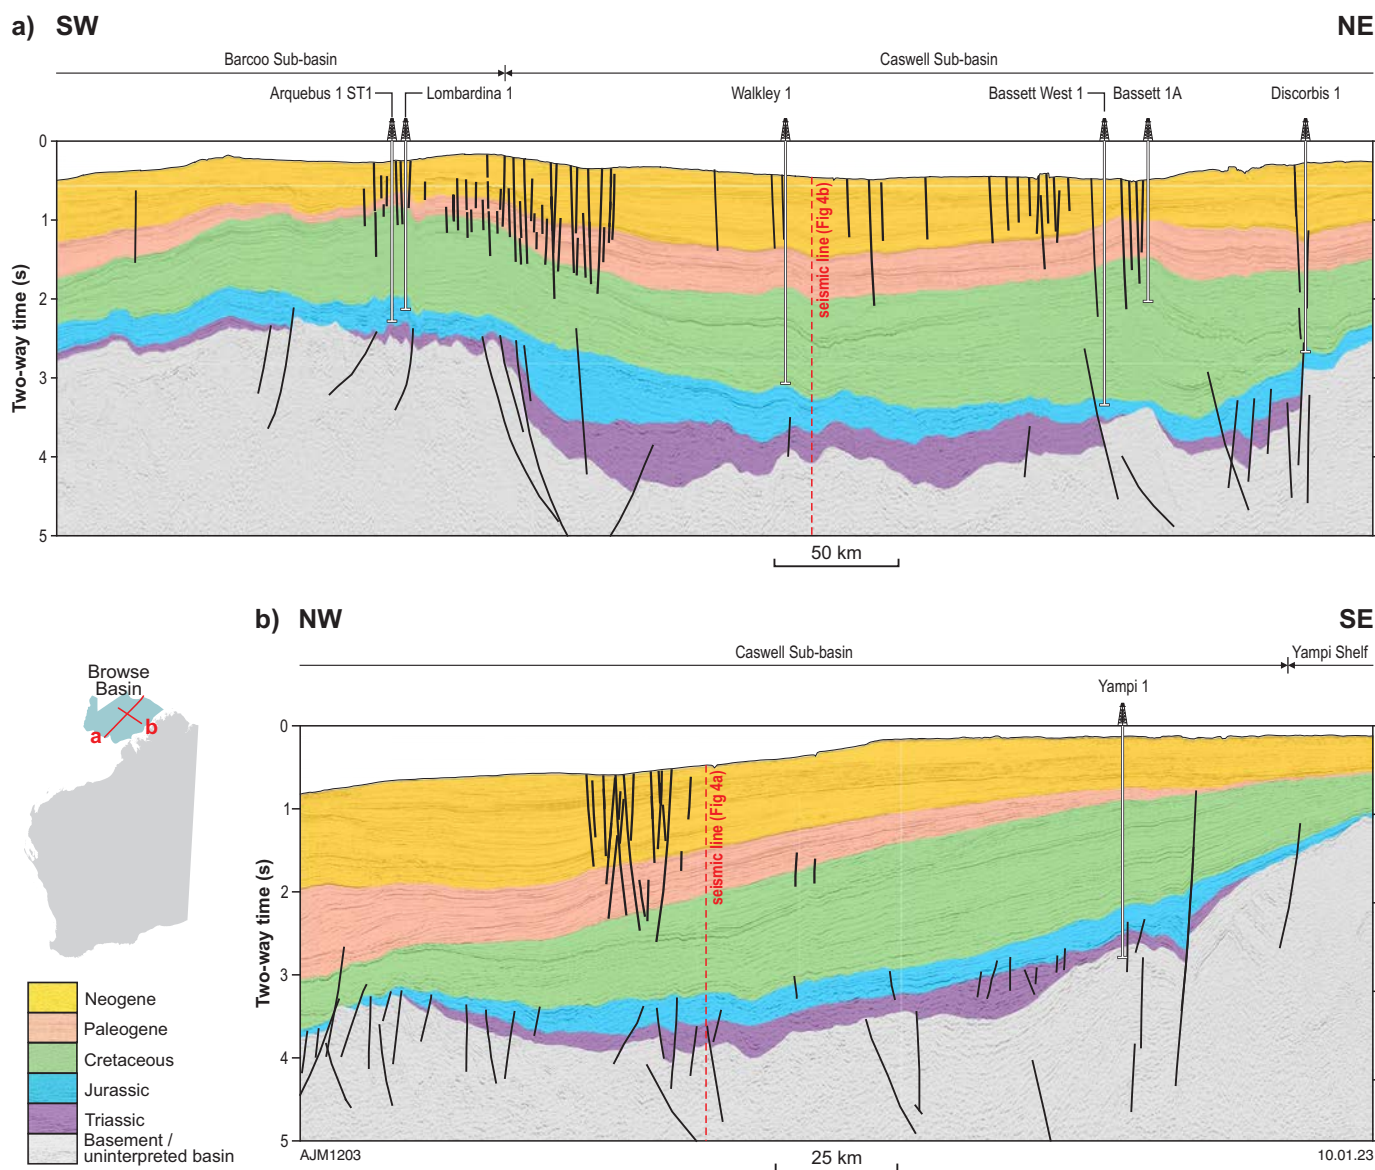 a) SW NE
Barcoo Sub-basin Caswell Sub-basin
Arquebus 1 ST1 Lombardina 1 Walkley 1 Bassett West 1 Bassett 1A Discorbis 1
0
1
2
3
4
5
Two-way time (s)
seismic line (Fig 4b)
50 km
b) NW SE
Caswell Sub-basin Yampi Shelf
Yampi 1
0
1
2
3
4
5
Two-way time (s)
seismic line (Fig 4a)
25 km
Browse
Basin
a b
Neogene
Paleogene
Cretaceous
Jurassic
Triassic
Basement /
uninterpreted basin
AJM1203 10.01.23